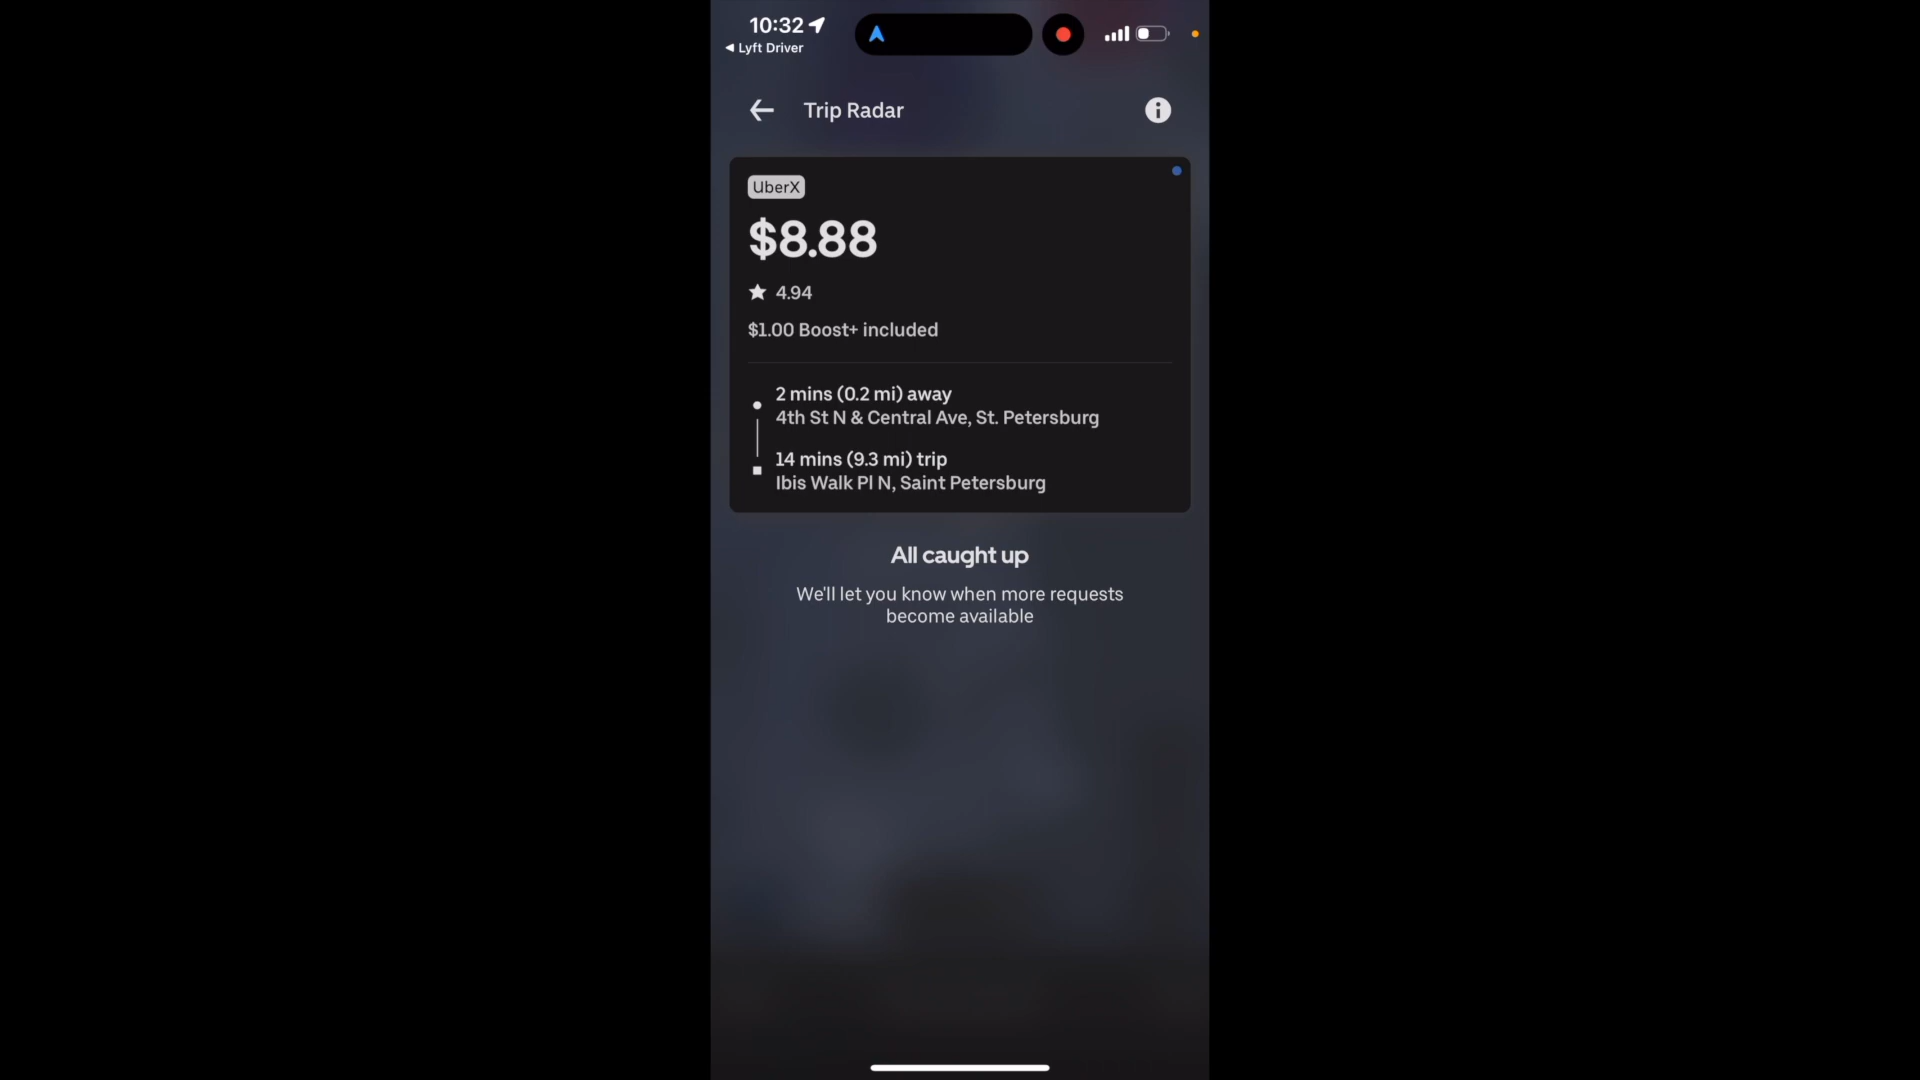 10:32
◀ Lyft Driver
Trip Radar
UberX
$8.88
★ 4.94
$1.00 Boost+ included
2 mins (0.2 mi) away
4th St N & Central Ave, St. Petersburg
14 mins (9.3 mi) trip
Ibis Walk Pl N, Saint Petersburg
All caught up
We'll let you know when more requests
become available